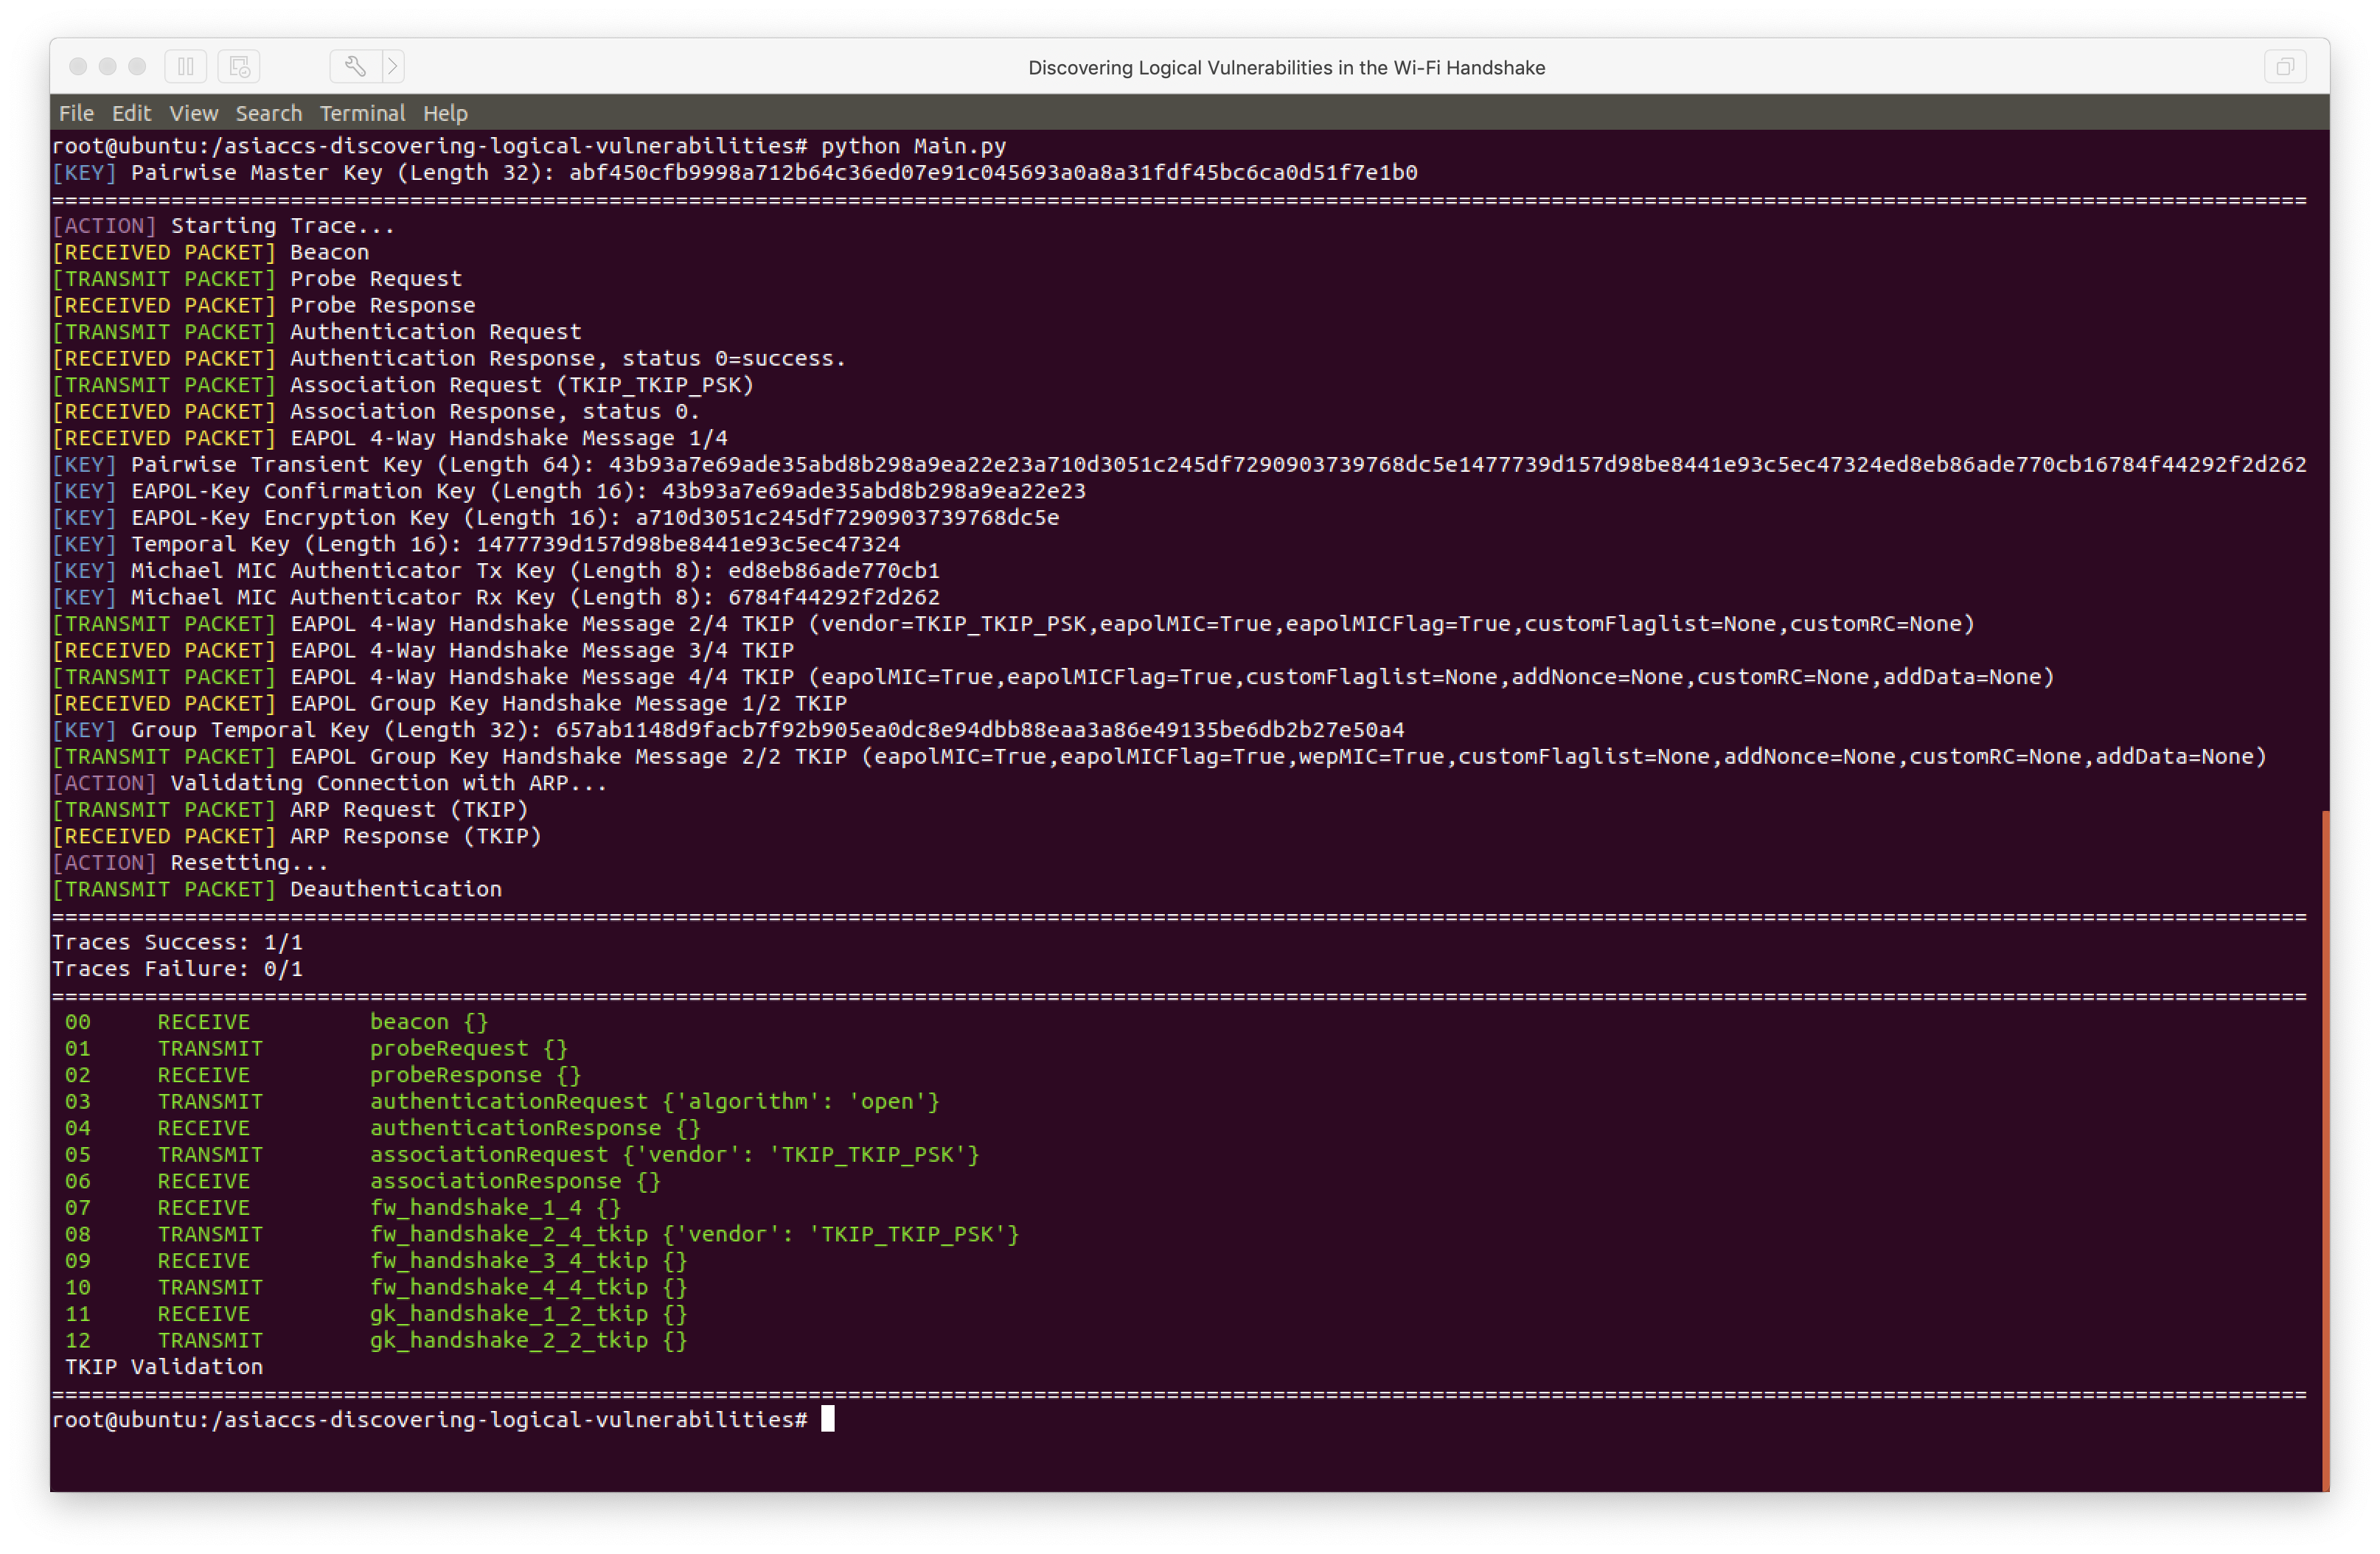 Discovering Logical Vulnerabilities in the Wi-Fi Handshake
File Edit View Search Terminal Help
root@ubuntu:/asiaccs-discovering-logical-vulnerabilities# python Main.py
[KEY] Pairwise Master Key (Length 32): abf450cfb9998a712b64c36ed07e91c045693a0a8a31fdf45bc6ca0d51f7e1b0
==========================================================================================================================================================================
[ACTION] Starting Trace...
[RECEIVED PACKET] Beacon
[TRANSMIT PACKET] Probe Request
[RECEIVED PACKET] Probe Response
[TRANSMIT PACKET] Authentication Request
[RECEIVED PACKET] Authentication Response, status 0=success.
[TRANSMIT PACKET] Association Request (TKIP_TKIP_PSK)
[RECEIVED PACKET] Association Response, status 0.
[RECEIVED PACKET] EAPOL 4-Way Handshake Message 1/4
[KEY] Pairwise Transient Key (Length 64): 43b93a7e69ade35abd8b298a9ea22e23a710d3051c245df7290903739768dc5e1477739d157d98be8441e93c5ec47324ed8eb86ade770cb16784f44292f2d262
[KEY] EAPOL-Key Confirmation Key (Length 16): 43b93a7e69ade35abd8b298a9ea22e23
[KEY] EAPOL-Key Encryption Key (Length 16): a710d3051c245df7290903739768dc5e
[KEY] Temporal Key (Length 16): 1477739d157d98be8441e93c5ec47324
[KEY] Michael MIC Authenticator Tx Key (Length 8): ed8eb86ade770cb1
[KEY] Michael MIC Authenticator Rx Key (Length 8): 6784f44292f2d262
[TRANSMIT PACKET] EAPOL 4-Way Handshake Message 2/4 TKIP (vendor=TKIP_TKIP_PSK,eapolMIC=True,eapolMICFlag=True,customFlaglist=None,customRC=None)
[RECEIVED PACKET] EAPOL 4-Way Handshake Message 3/4 TKIP
[TRANSMIT PACKET] EAPOL 4-Way Handshake Message 4/4 TKIP (eapolMIC=True,eapolMICFlag=True,customFlaglist=None,addNonce=None,customRC=None,addData=None)
[RECEIVED PACKET] EAPOL Group Key Handshake Message 1/2 TKIP
[KEY] Group Temporal Key (Length 32): 657ab1148d9facb7f92b905ea0dc8e94dbb88eaa3a86e49135be6db2b27e50a4
[TRANSMIT PACKET] EAPOL Group Key Handshake Message 2/2 TKIP (eapolMIC=True,eapolMICFlag=True,wepMIC=True,customFlaglist=None,addNonce=None,customRC=None,addData=None)
[ACTION] Validating Connection with ARP...
[TRANSMIT PACKET] ARP Request (TKIP)
[RECEIVED PACKET] ARP Response (TKIP)
[ACTION] Resetting...
[TRANSMIT PACKET] Deauthentication
==========================================================================================================================================================================
Traces Success: 1/1
Traces Failure: 0/1
==========================================================================================================================================================================
00 RECEIVE beacon {}
01 TRANSMIT probeRequest {}
02 RECEIVE probeResponse {}
03 TRANSMIT authenticationRequest {'algorithm': 'open'}
04 RECEIVE authenticationResponse {}
05 TRANSMIT associationRequest {'vendor': 'TKIP_TKIP_PSK'}
06 RECEIVE associationResponse {}
07 RECEIVE fw_handshake_1_4 {}
08 TRANSMIT fw_handshake_2_4_tkip {'vendor': 'TKIP_TKIP_PSK'}
09 RECEIVE fw_handshake_3_4_tkip {}
10 TRANSMIT fw_handshake_4_4_tkip {}
11 RECEIVE gk_handshake_1_2_tkip {}
12 TRANSMIT gk_handshake_2_2_tkip {}
TKIP Validation
==========================================================================================================================================================================
root@ubuntu:/asiaccs-discovering-logical-vulnerabilities#